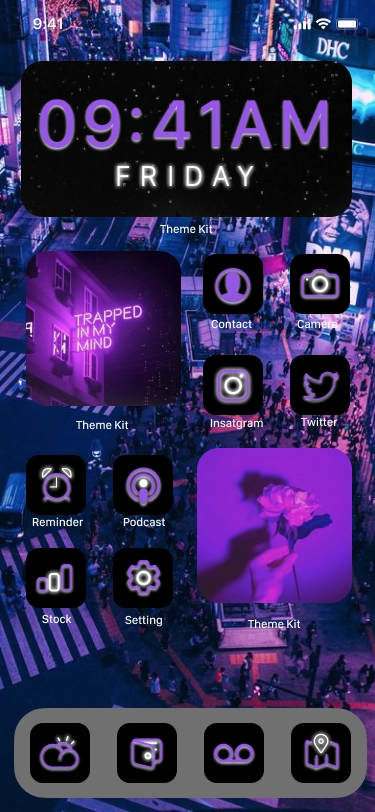 9:41
DHC
09:41AM
FRIDAY
Theme Kit
TRAPPED
IN MY
MIND
Contact
Camera
Insatgram
Twitter
Theme Kit
Reminder
Podcast
Stock
Setting
Theme Kit